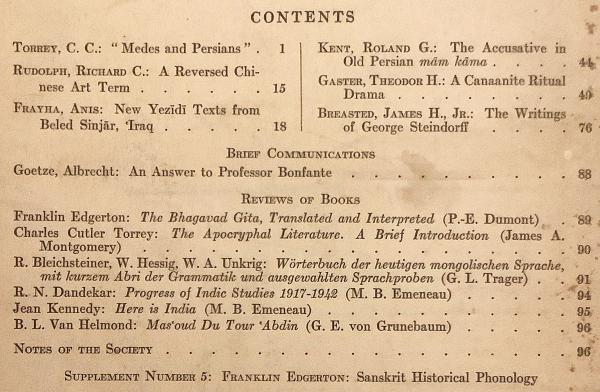 CONTENTS
TORREY, C. C.: "Medes and Persians" . 1
RUDOLPH, RICHARD C.: A Reversed Chi-
nese Art Term . . . . . 15
FRAYHA, ANIS: New Yezīdī Texts from
Beled Sinjār, ‘Iraq . . . . . 18
KENT, ROLAND G.: The Accusative in
Old Persian mām kāma . . . . 44
GASTER, THEODOR H.: A Canaanite Ritual
Drama . . . . . . . 49
BREASTED, JAMES H., JR.: The Writings
of George Steindorff . . . . 76
BRIEF COMMUNICATIONS
Goetze, Albrecht: An Answer to Professor Bonfante . . . . . . . 88
REVIEWS OF BOOKS
Franklin Edgerton: The Bhagavad Gita, Translated and Interpreted (P.-E. Dumont) . 89
Charles Cutler Torrey: The Apocryphal Literature. A Brief Introduction (James A.
Montgomery) . . . . . . . . . . . . . 90
R. Bleichsteiner, W. Hessig, W. A. Unkrig: Wörterbuch der heutigen mongolischen Sprache,
mit kurzem Abri der Grammatik und ausgewählten Sprachproben (G. L. Trager) . 91
R. N. Dandekar: Progress of Indic Studies 1917-1942 (M. B. Emeneau) . . . . 94
Jean Kennedy: Here is India (M. B. Emeneau) . . . . . . . . 95
B. L. Van Helmond: Mas‘oud Du Tour ‘Abdin (G. E. von Grunebaum) . . . . 96
NOTES OF THE SOCIETY . . . . . . . . . . . . 96
SUPPLEMENT NUMBER 5: FRANKLIN EDGERTON: Sanskrit Historical Phonology